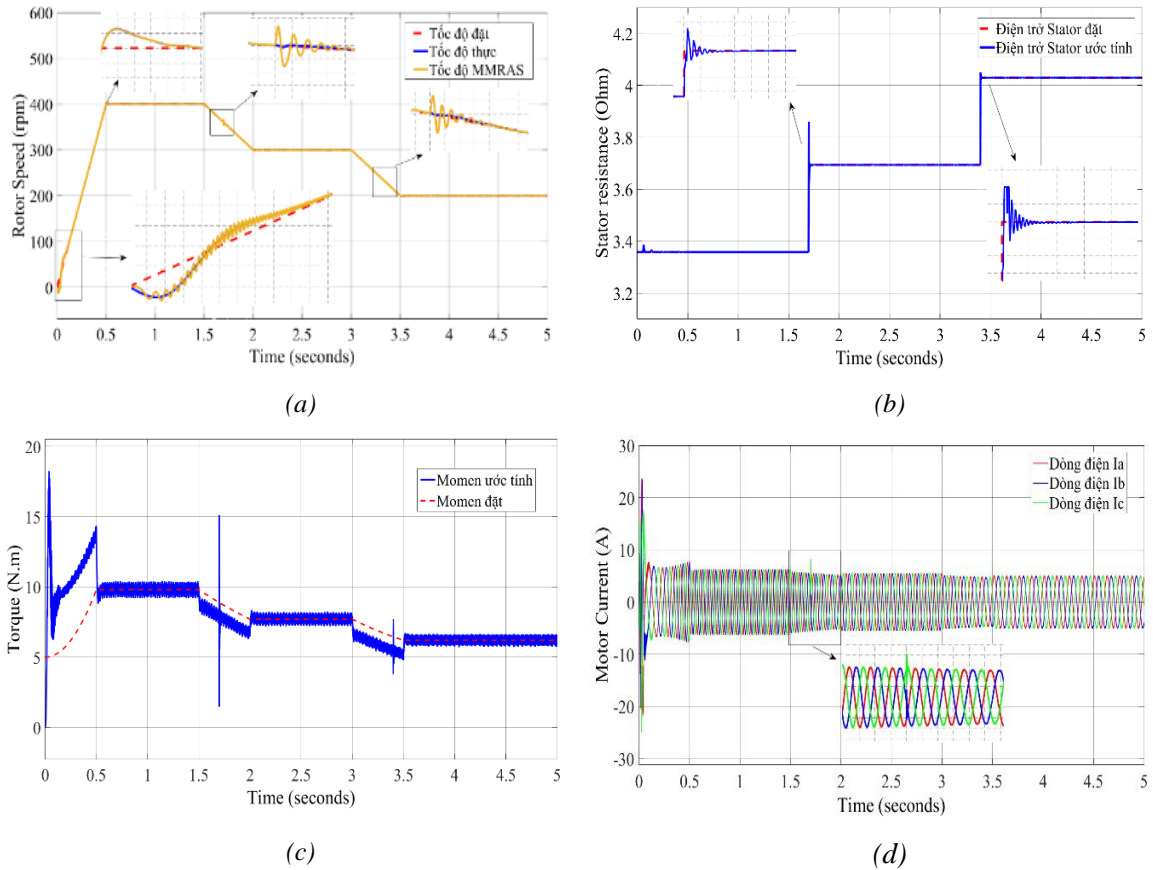 600
500
400
300
200
100
0
Rotor Speed (rpm)
Tốc độ đặt
Tốc độ thực
Tốc độ MMRAS
0 0.5 1 1.5 2 2.5 3 3.5 4 4.5 5
Time (seconds)
(a)
4.2
4
3.8
3.6
3.4
3.2
Stator resistance (Ohm)
Điện trở Stator đặt
Điện trở Stator ước tính
0 0.5 1 1.5 2 2.5 3 3.5 4 4.5 5
Time (seconds)
(b)
20
15
10
5
0
Torque (N.m)
Momen ước tính
Momen đặt
0 0.5 1 1.5 2 2.5 3 3.5 4 4.5 5
Time (seconds)
(c)
30
20
10
0
-10
-20
-30
Motor Current (A)
Dòng điện Ia
Dòng điện Ib
Dòng điện Ic
0 0.5 1 1.5 2 2.5 3 3.5 4 4.5 5
Time (seconds)
(d)